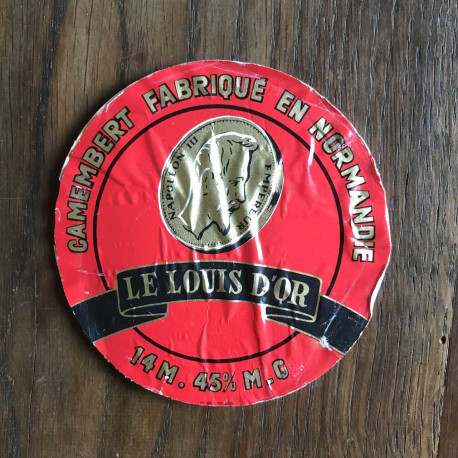 CAMEMBERT FABRIQUÉ EN NORMANDIE
NAPOLEON III EMPEREUR
LE LOUIS D'OR
14 M. 45% M.G